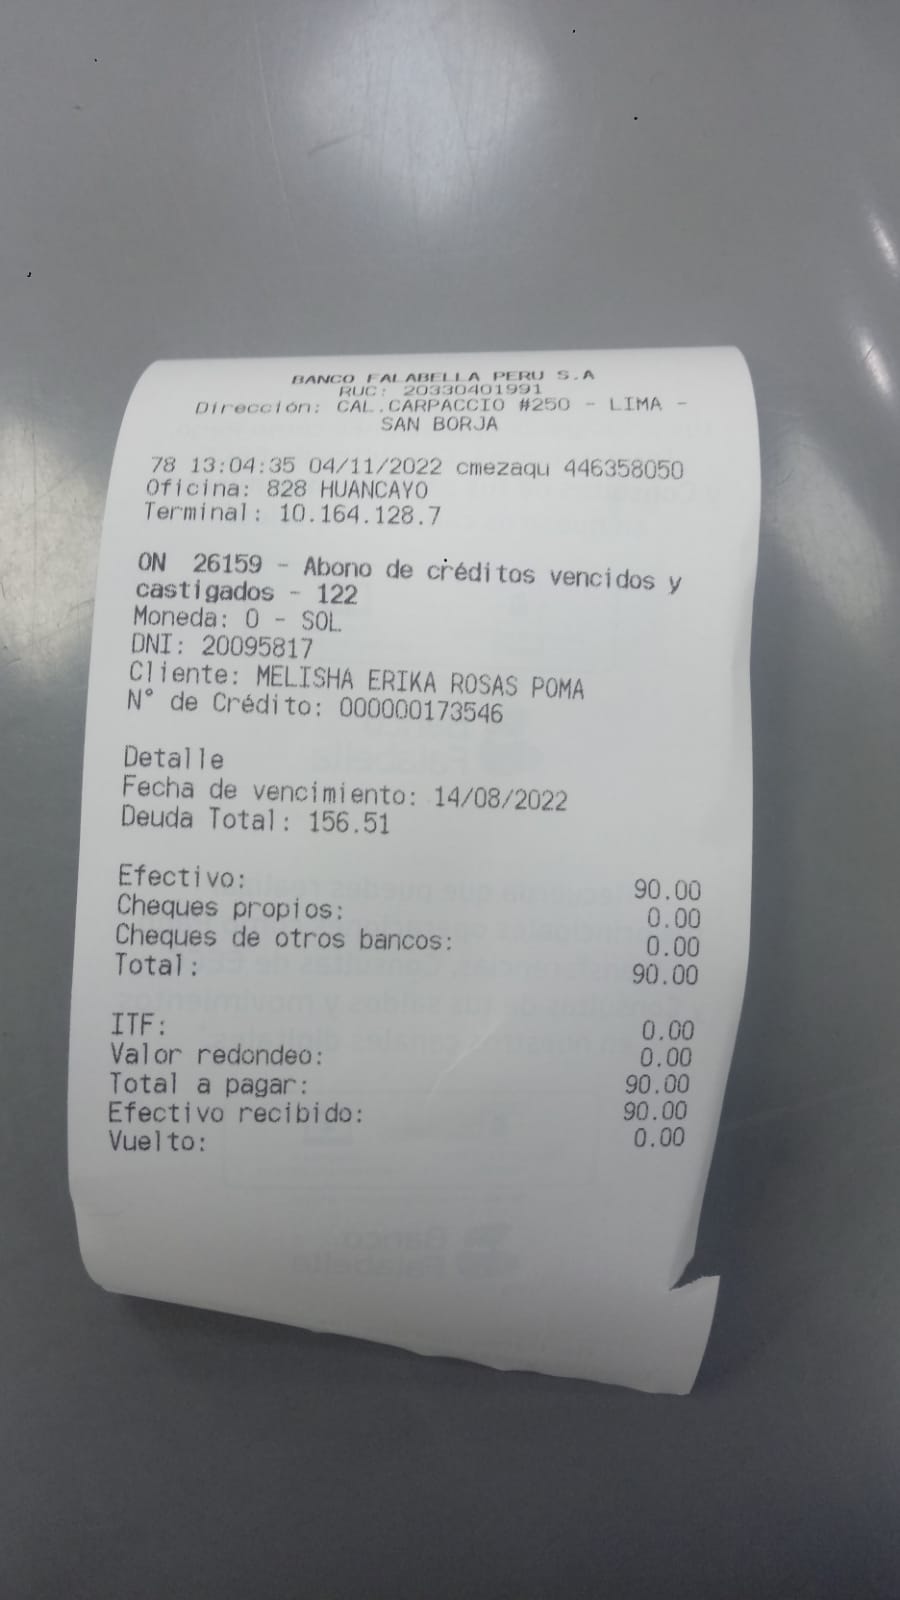 BANCO FALABELLA PERU S.A
RUC: 20330401991
Dirección: CAL.CARPACCIO #250 - LIMA -
SAN BORJA
78 13:04:35 04/11/2022 cmezaqu 446358050
Oficina: 828 HUANCAYO
Terminal: 10.164.128.7
ON 26159 - Abono de créditos vencidos y
castigados - 122
Moneda: 0 - SOL
DNI: 20095817
Cliente: MELISHA ERIKA ROSAS POMA
N° de Crédito: 000000173546
Detalle
Fecha de vencimiento: 14/08/2022
Deuda Total: 156.51
Efectivo: 90.00
Cheques propios: 0.00
Cheques de otros bancos: 0.00
Total: 90.00
ITF: 0.00
Valor redondeo: 0.00
Total a pagar: 90.00
Efectivo recibido: 90.00
Vuelto: 0.00